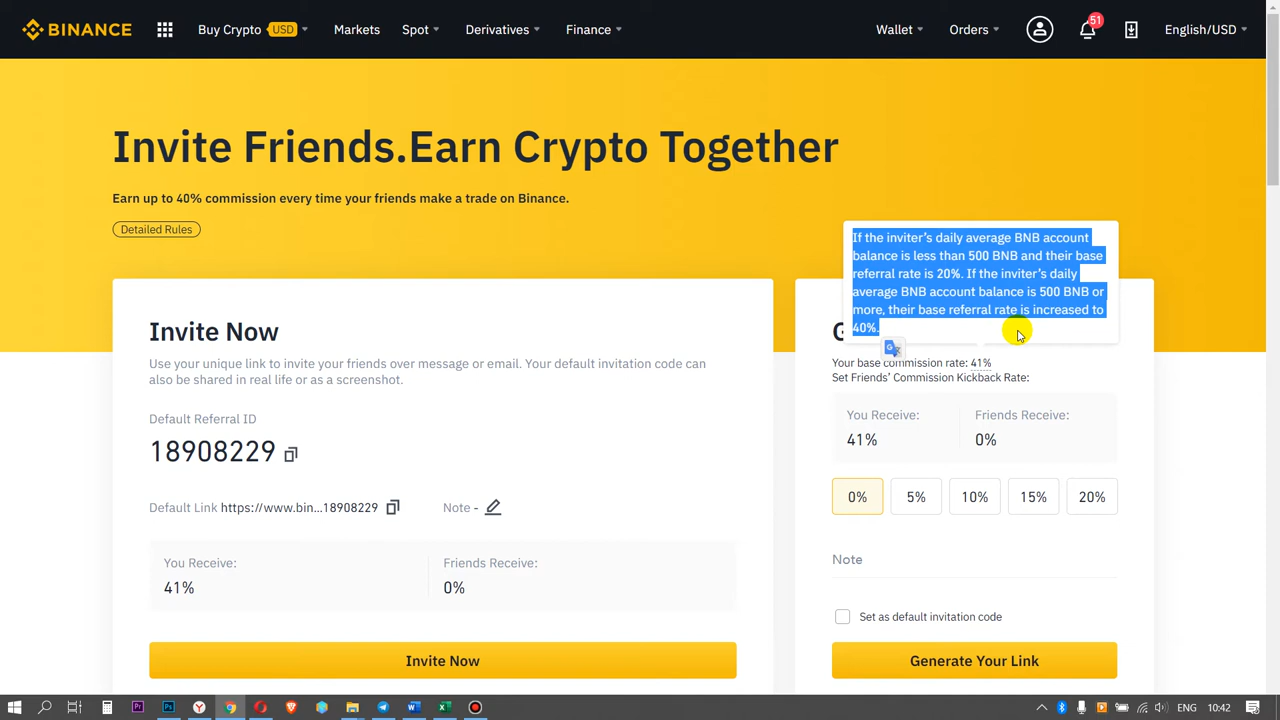 BINANCE
Buy Crypto USD
Markets
Spot
Derivatives
Finance
Wallet
Orders
51
English/USD
Invite Friends.Earn Crypto Together
Earn up to 40% commission every time your friends make a trade on Binance.
Detailed Rules
If the inviter's daily average BNB account
balance is less than 500 BNB and their base
referral rate is 20%. If the inviter's daily
average BNB account balance is 500 BNB or
more, their base referral rate is increased to
40%.
Invite Now
Use your unique link to invite your friends over message or email. Your default invitation code can
also be shared in real life or as a screenshot.
Default Referral ID
18908229
Default Link https://www.bin...18908229
Note -
You Receive:
Friends Receive:
41%
0%
Invite Now
G
Your base commission rate: 41%
Set Friends' Commission Kickback Rate:
You Receive:
Friends Receive:
41%
0%
0%
5%
10%
15%
20%
Note
Set as default invitation code
Generate Your Link
ENG
10:42